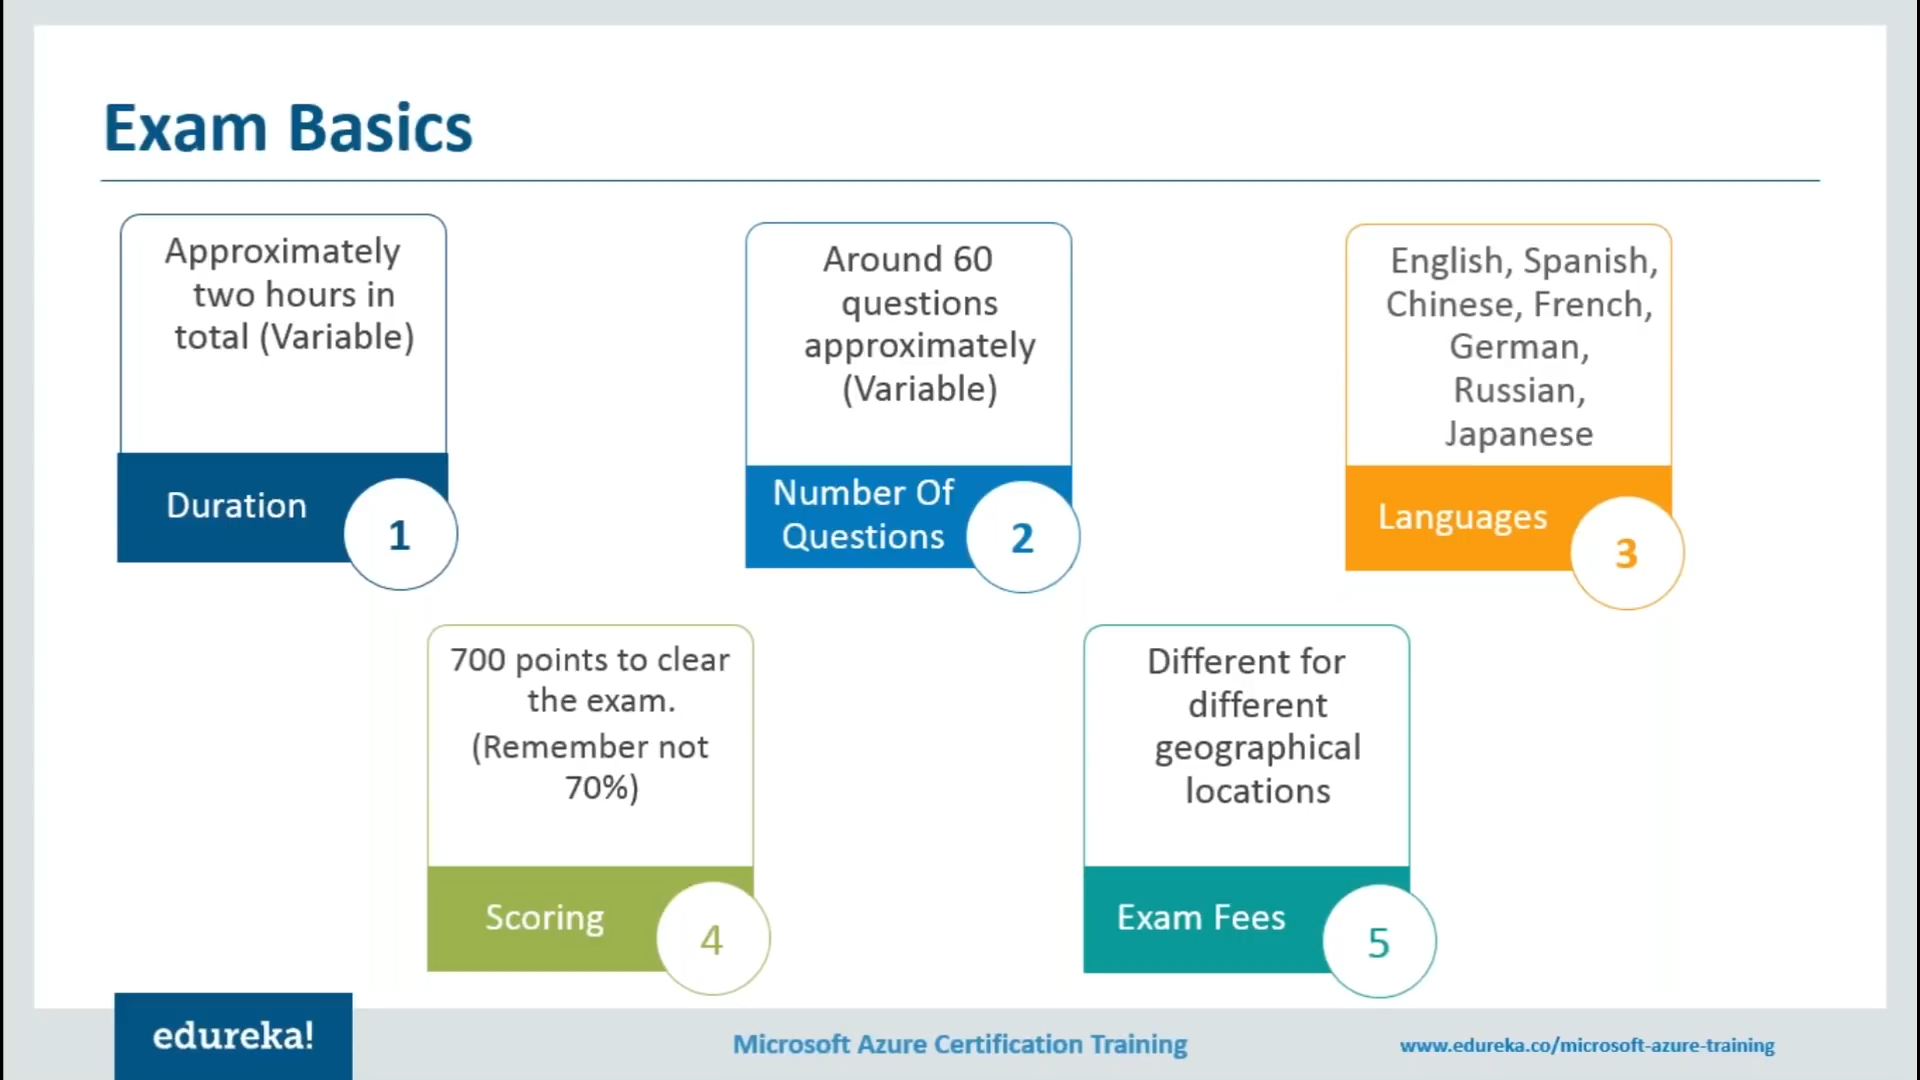 Exam Basics
Approximately
two hours in
total (Variable)
Duration
1
Around 60
questions
approximately
(Variable)
Number Of
Questions
2
English, Spanish,
Chinese, French,
German,
Russian,
Japanese
Languages
3
700 points to clear
the exam.
(Remember not
70%)
Scoring
4
Different for
different
geographical
locations
Exam Fees
5
edureka!
Microsoft Azure Certification Training
www.edureka.co/microsoft-azure-training